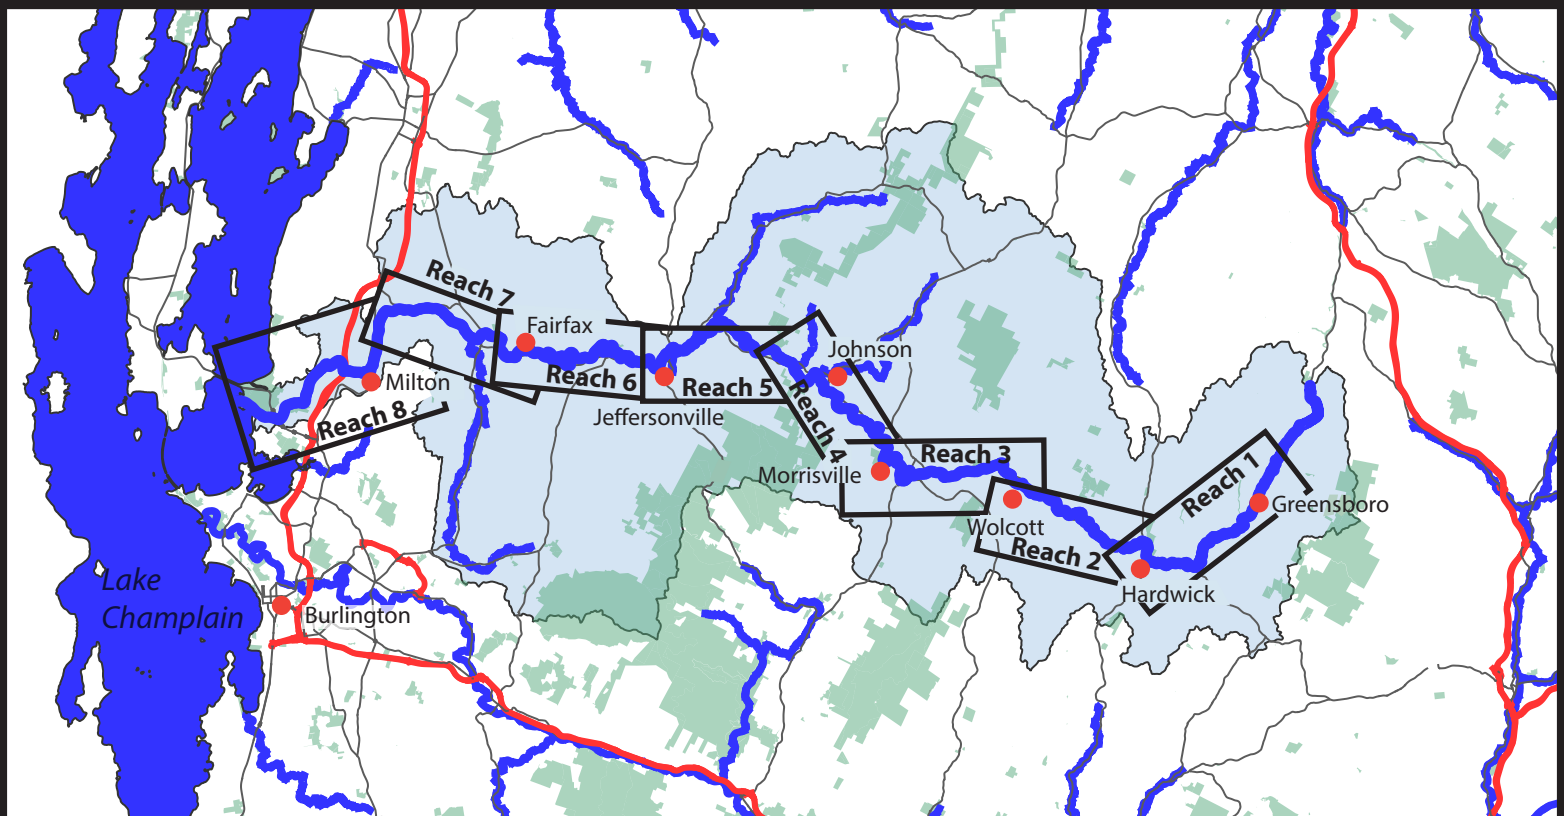 Reach 7
Fairfax
Johnson
Milton
Reach 6
Reach 5
Jeffersonville
Reach 8
Reach 4
Reach 3
Morrisville
Reach 1
Greensboro
Wolcott
Reach 2
Hardwick
Lake
Champlain
Burlington